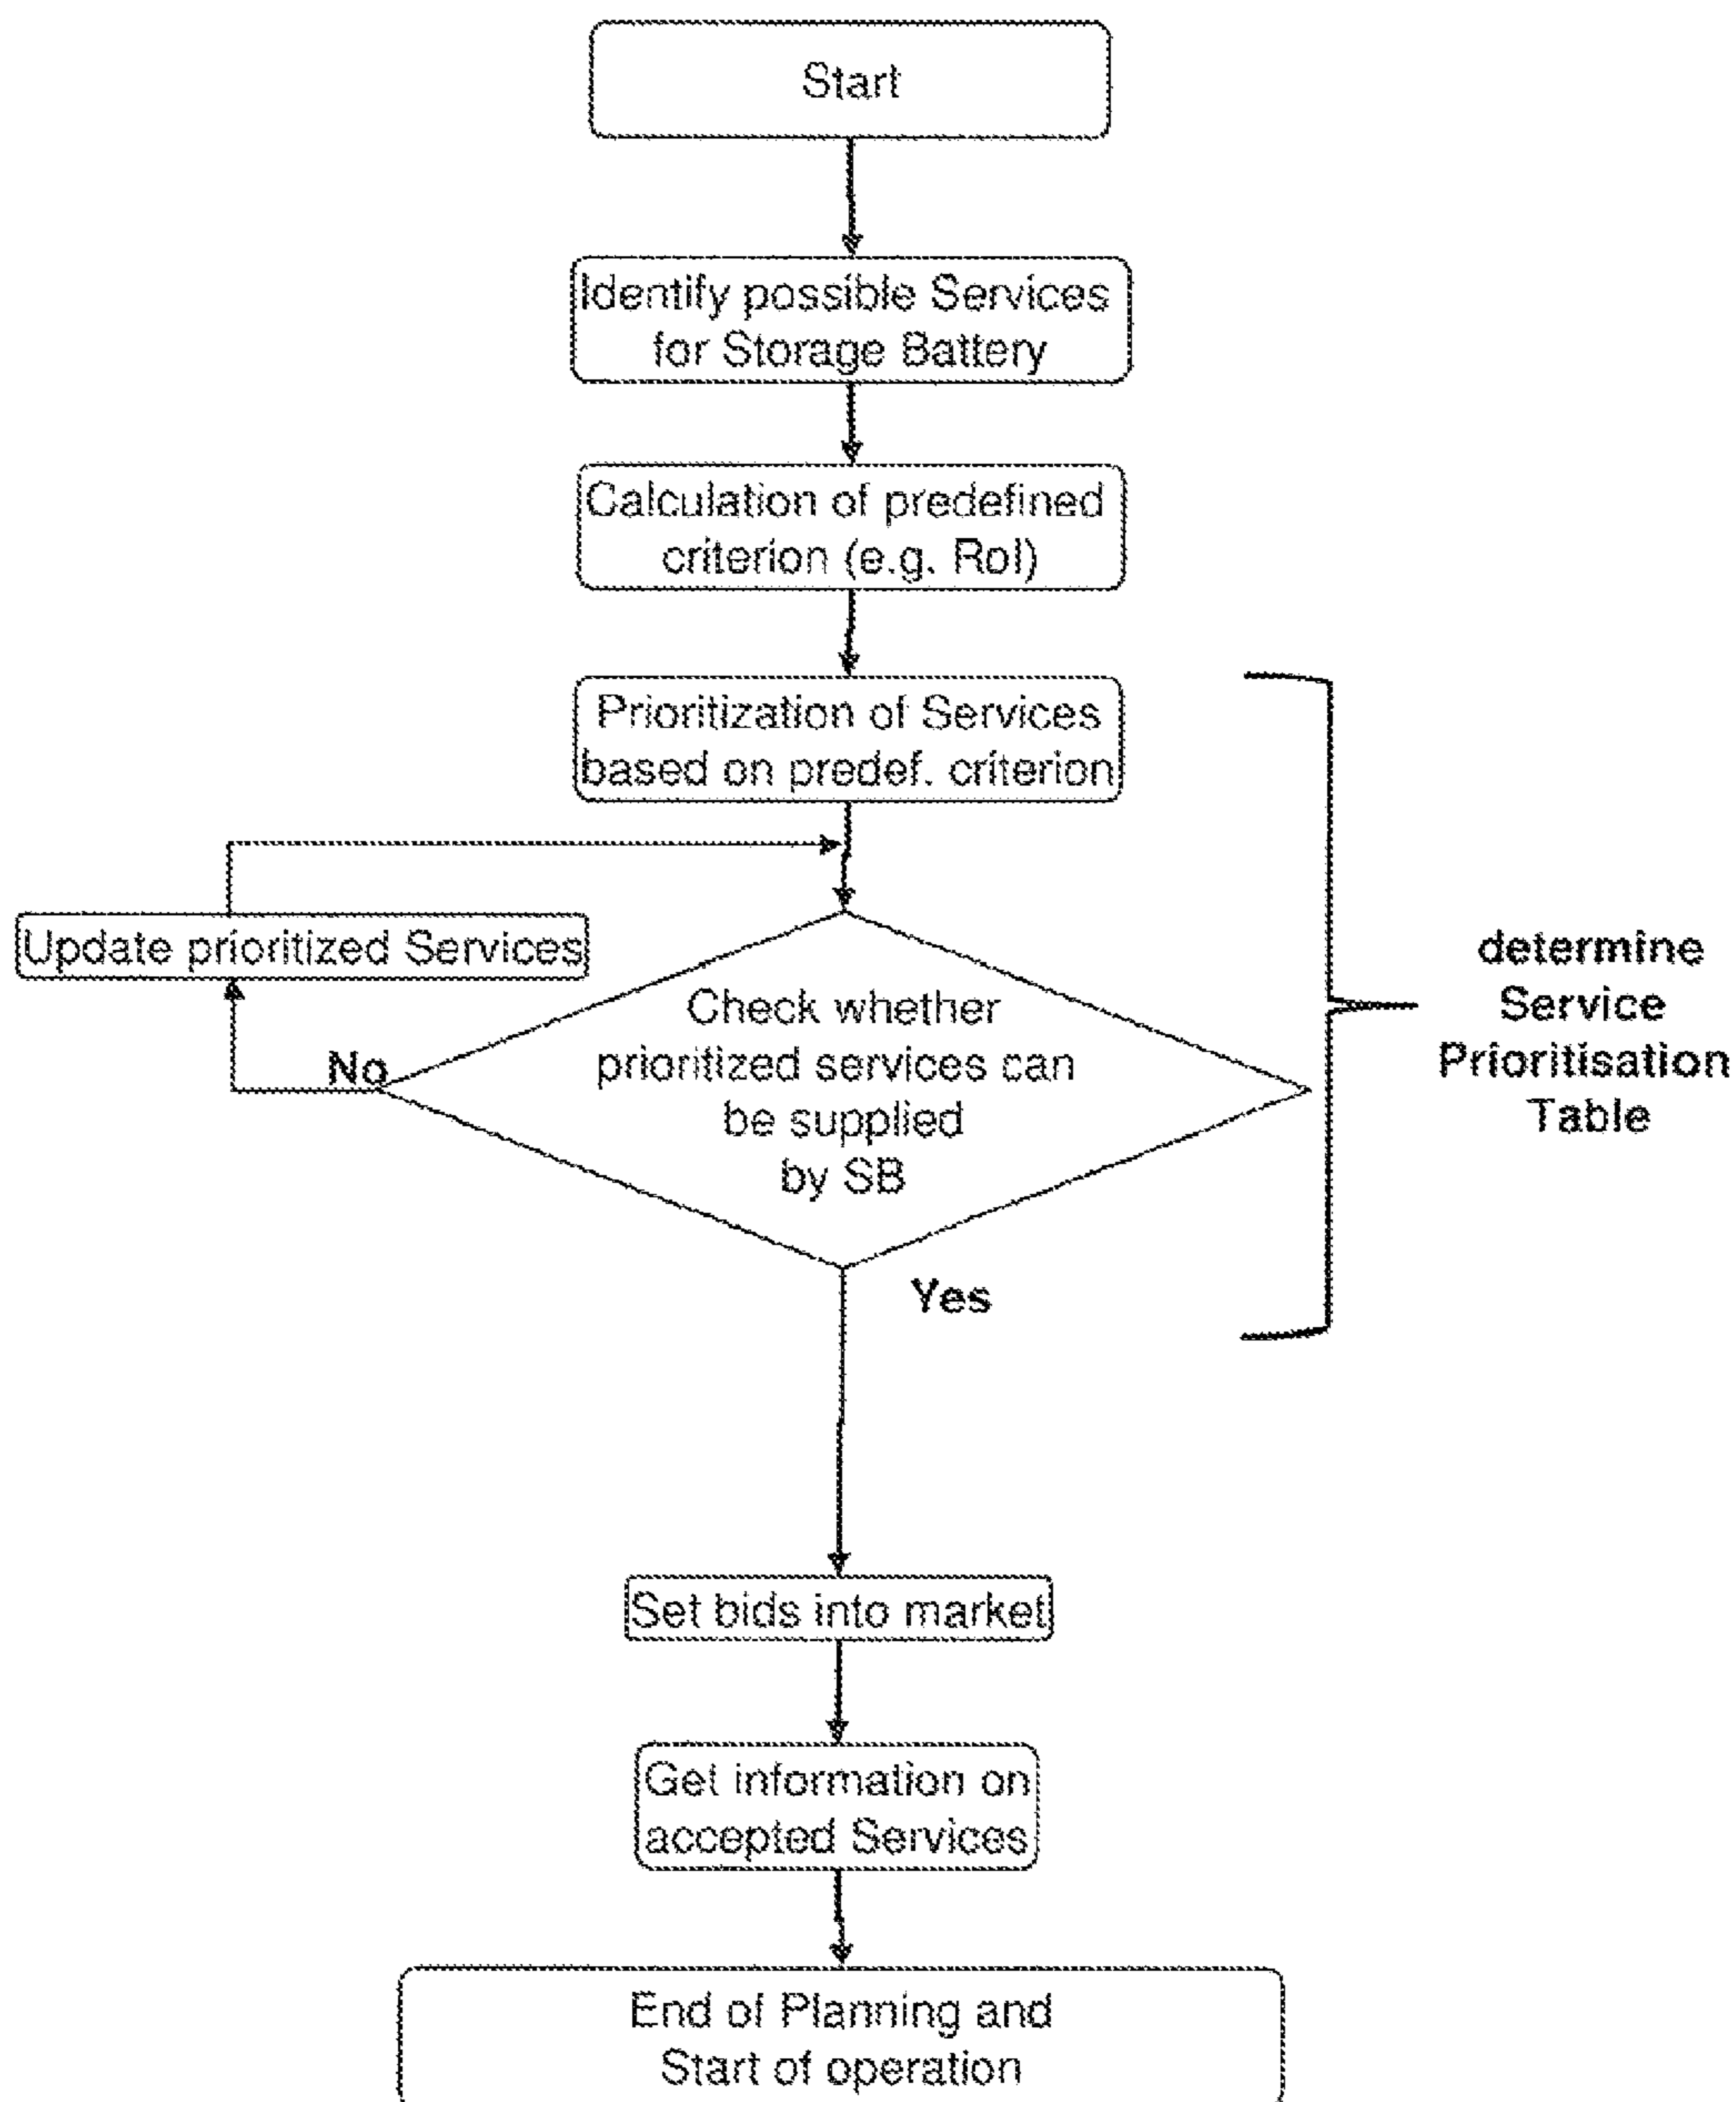 Start
Identify possible Services
for Storage Battery
Calculation of predefined
criterion (e.g. RoI)
Prioritization of Services
based on predef. criterion
Update prioritized Services
No
Check whether
prioritized services can
be supplied
by SB
Yes
determine
Service
Prioritisation
Table
Set bids into market
Get information on
accepted Services
End of Planning and
Start of operation